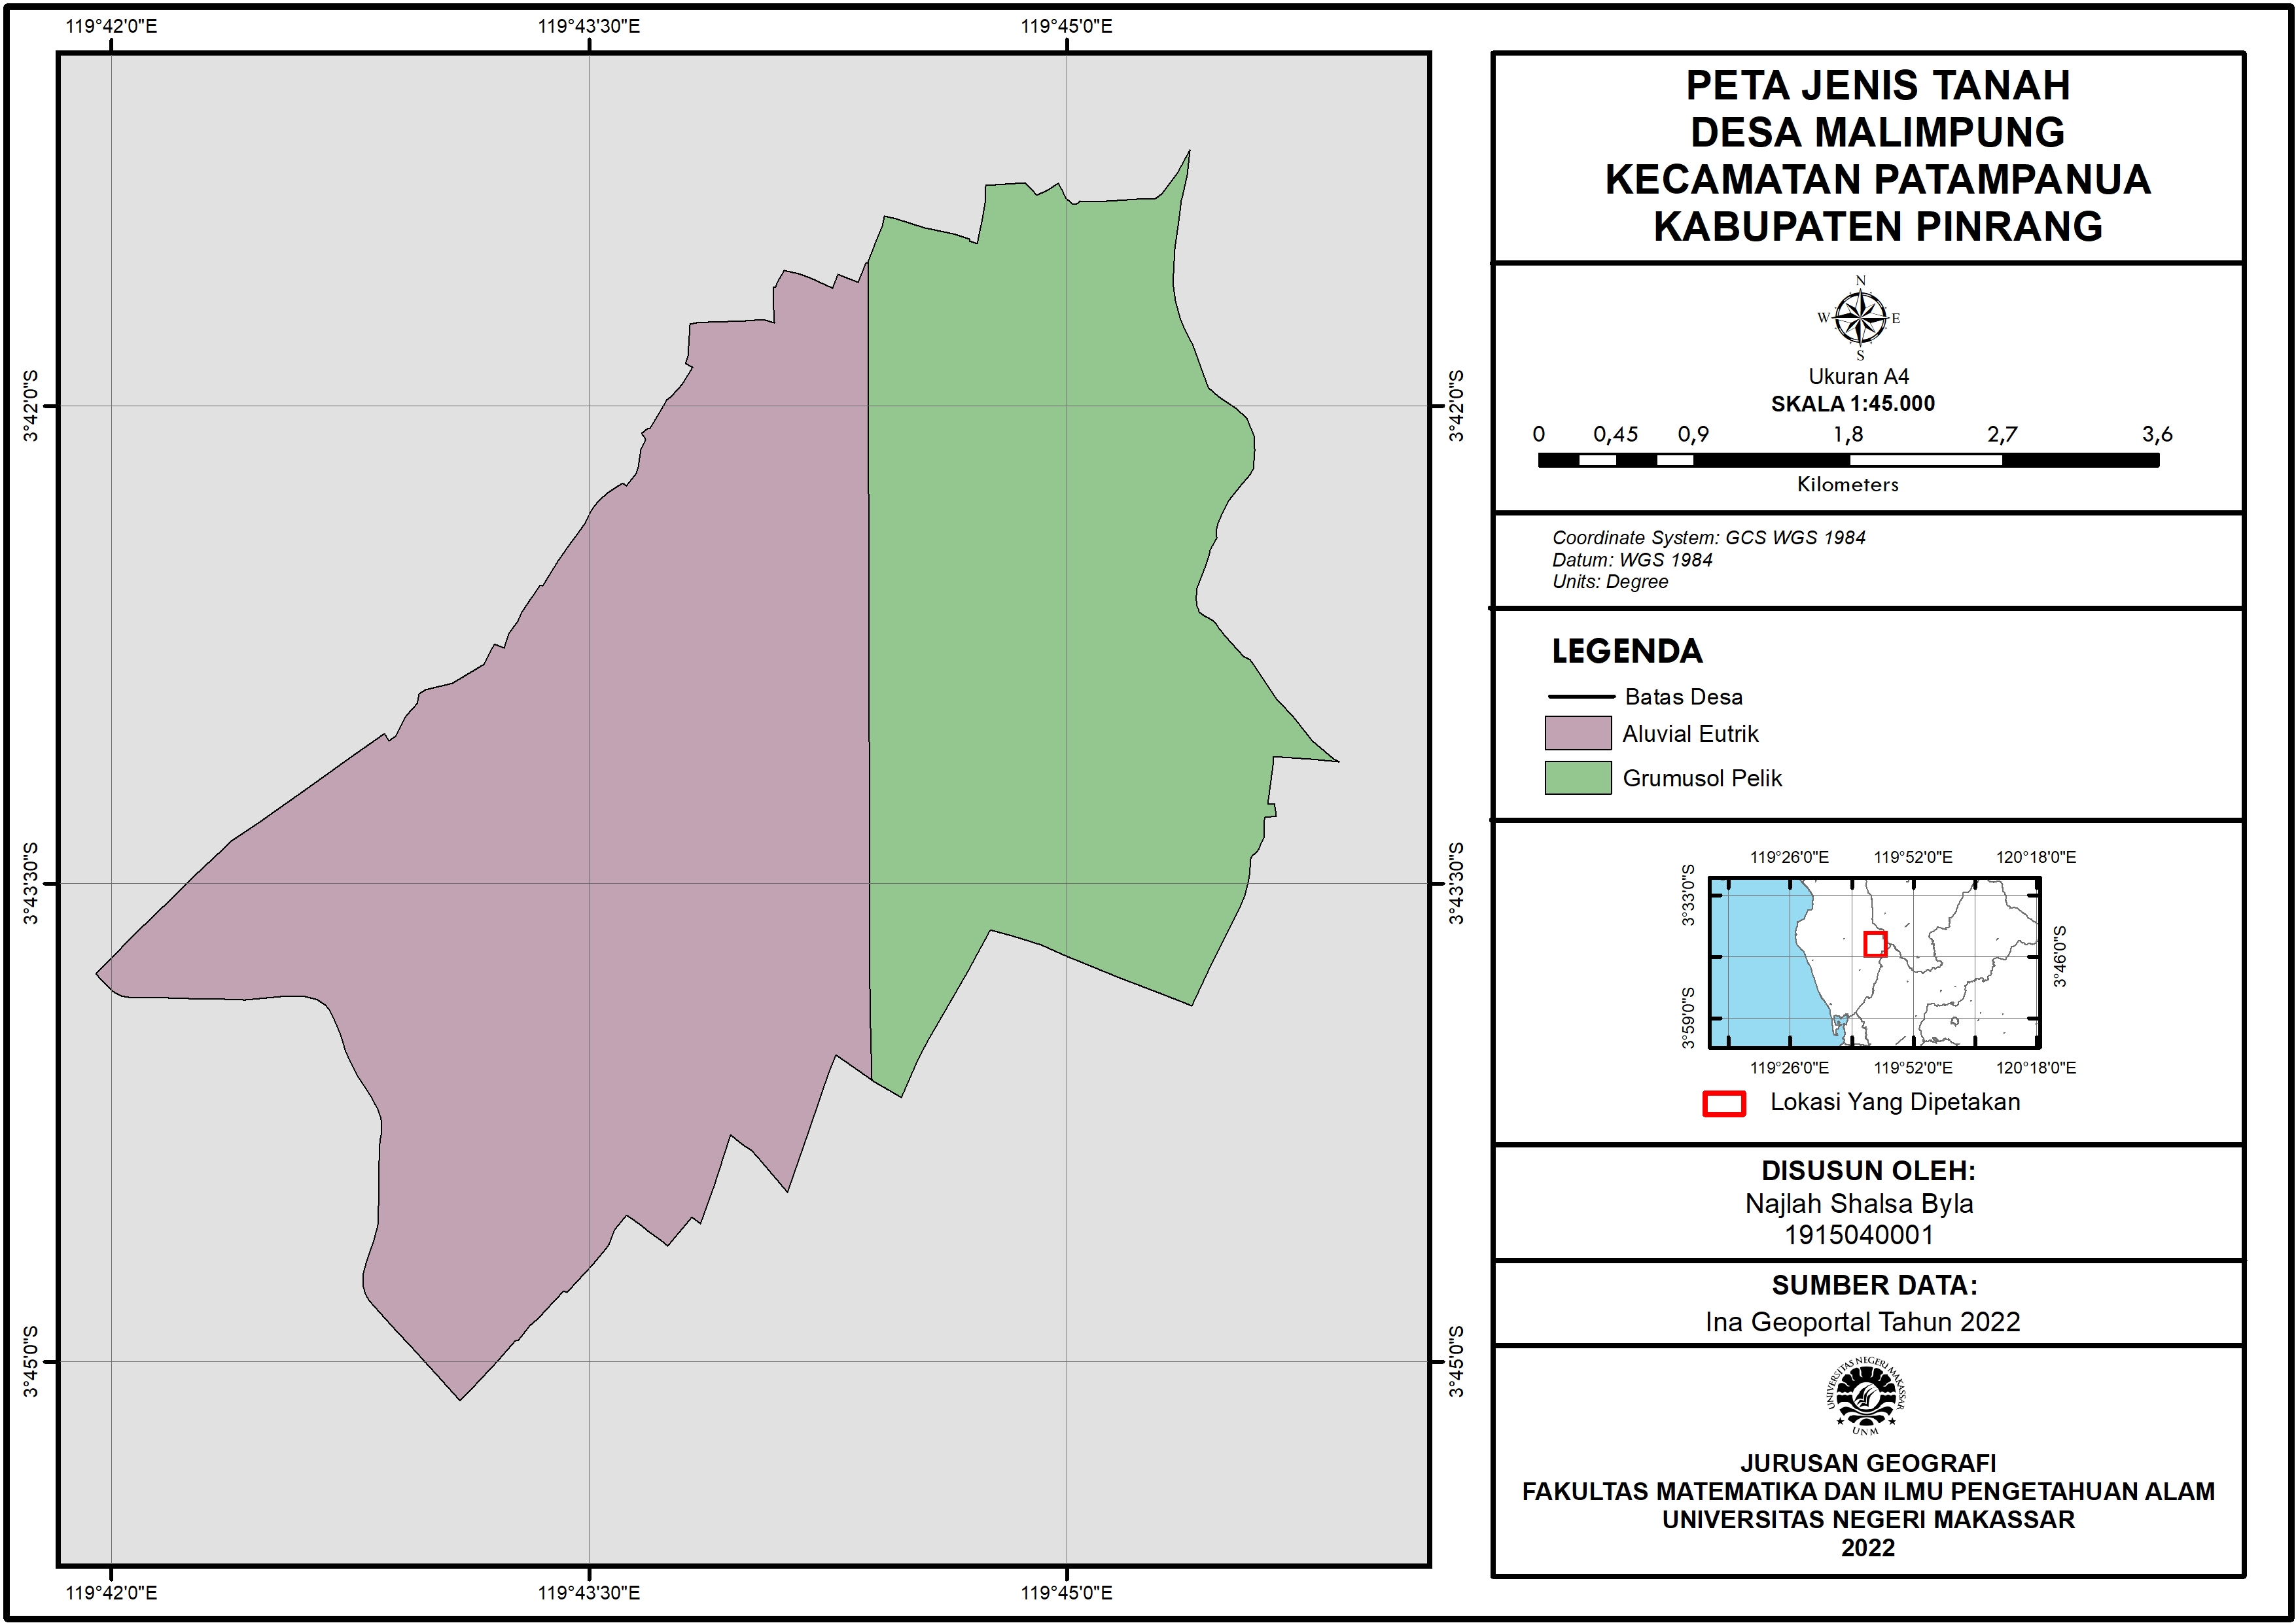 119°42'0"E
119°43'30"E
119°45'0"E
3°42'0"S
3°42'0"S
3°43'30"S
3°43'30"S
3°45'0"S
3°45'0"S
119°42'0"E
119°43'30"E
119°45'0"E
PETA JENIS TANAH
DESA MALIMPUNG
KECAMATAN PATAMPANUA
KABUPATEN PINRANG
N
W E
S
Ukuran A4
SKALA 1:45.000
0 0,45 0,9 1,8 2,7 3,6
Kilometers
Coordinate System: GCS WGS 1984
Datum: WGS 1984
Units: Degree
LEGENDA
Batas Desa
Aluvial Eutrik
Grumusol Pelik
119°26'0"E 119°52'0"E 120°18'0"E
3°33'0"S
3°46'0"S
3°59'0"S
119°26'0"E 119°52'0"E 120°18'0"E
Lokasi Yang Dipetakan
DISUSUN OLEH:
Najlah Shalsa Byla
1915040001
SUMBER DATA:
Ina Geoportal Tahun 2022
UNIVERSITAS NEGERI MAKASSAR
UNM
JURUSAN GEOGRAFI
FAKULTAS MATEMATIKA DAN ILMU PENGETAHUAN ALAM
UNIVERSITAS NEGERI MAKASSAR
2022